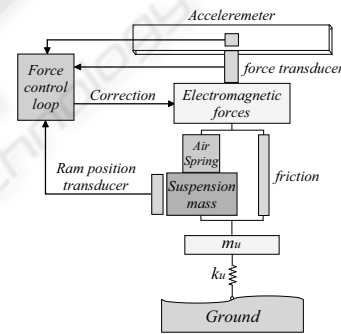 Acceleremeter
force transducer
Force
control
loop
Correction
Electromagnetic
forces
Air
Spring
Ram position
transducer
Suspension
mass
friction
mu
ku
Ground